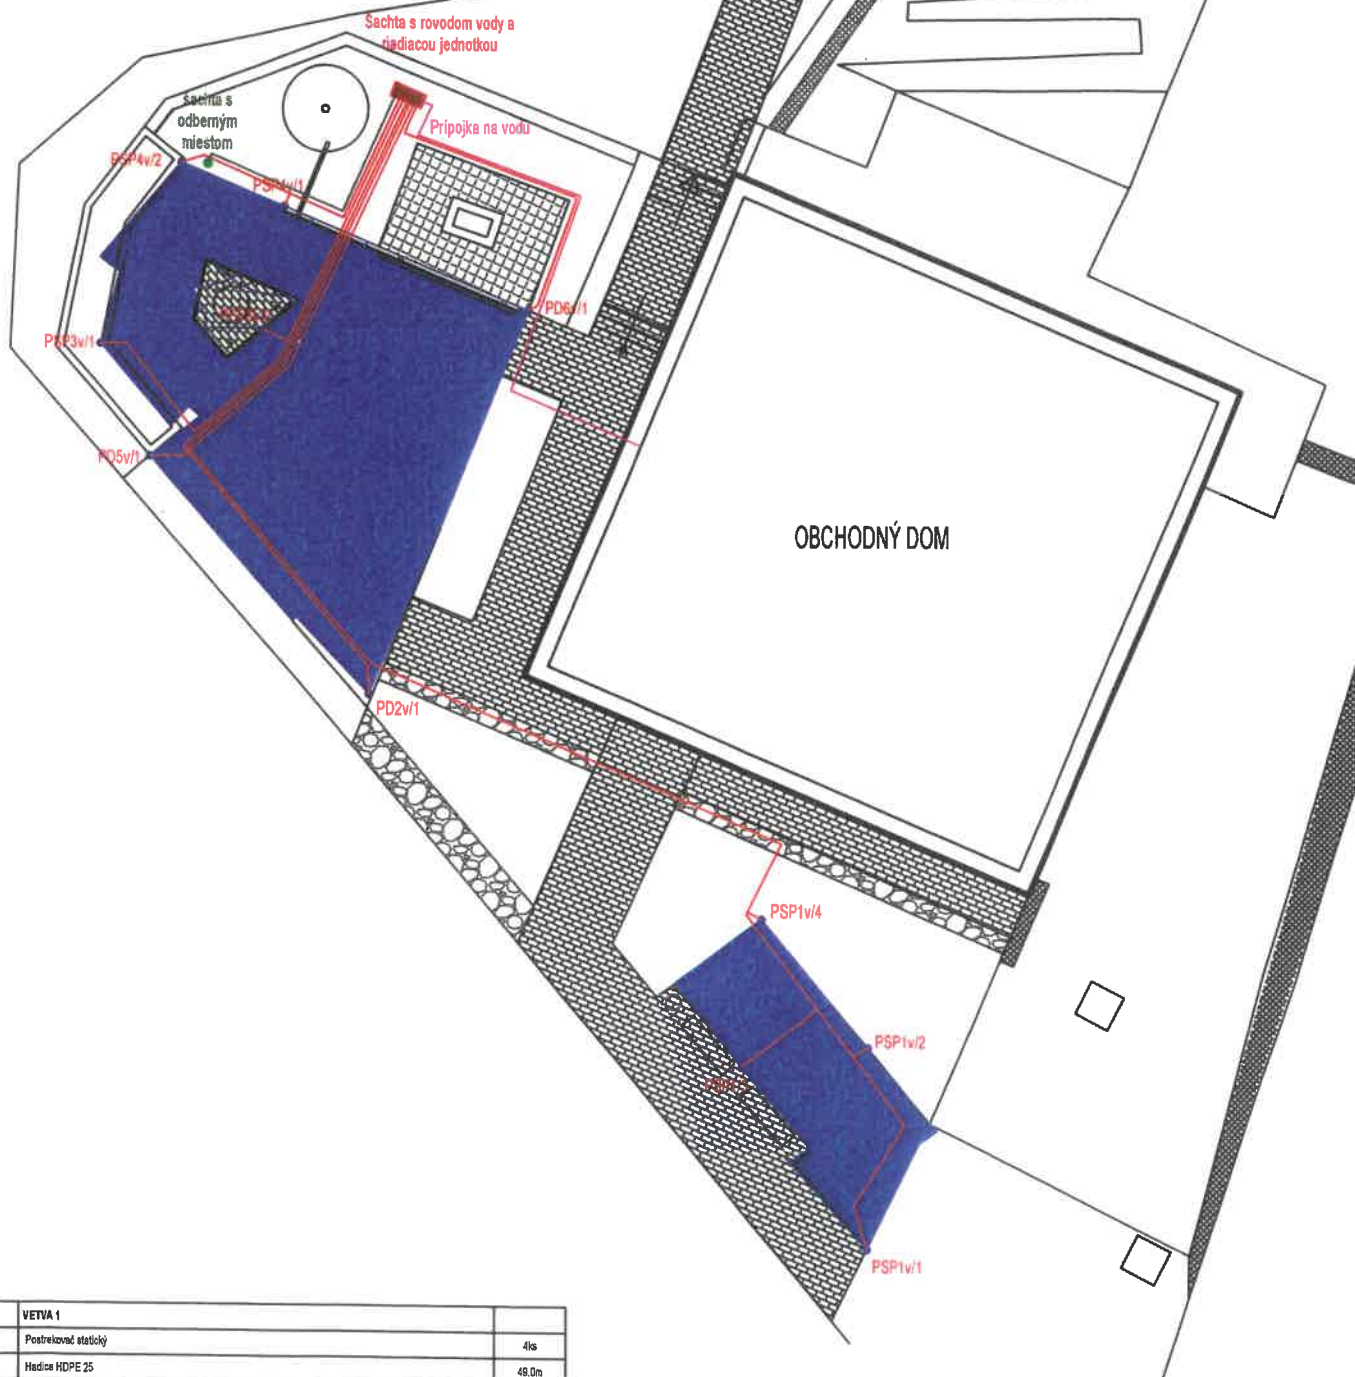 Šachta s rovodom vody a
riadiacou jednotkou
šachta s
odberným
miestom
Prípojka na vodu
PSP4v/2
PSP4v/1
PD6v/1
PSP3v/1
PD5v/1
OBCHODNÝ DOM
PD2v/1
PSP1v/4
PSP1v/2
PSP1v/1
VETVA 1
Postrekovač statický 4ks
Hadica HDPE 25 49,0m